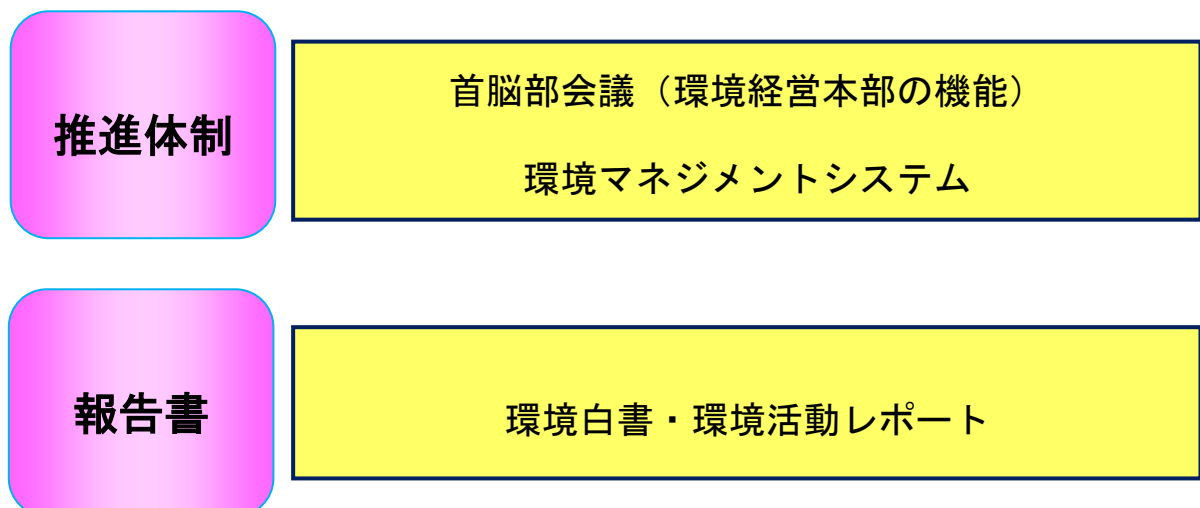 推進体制
首脳部会議（環境経営本部の機能）
環境マネジメントシステム
報告書
環境白書・環境活動レポート